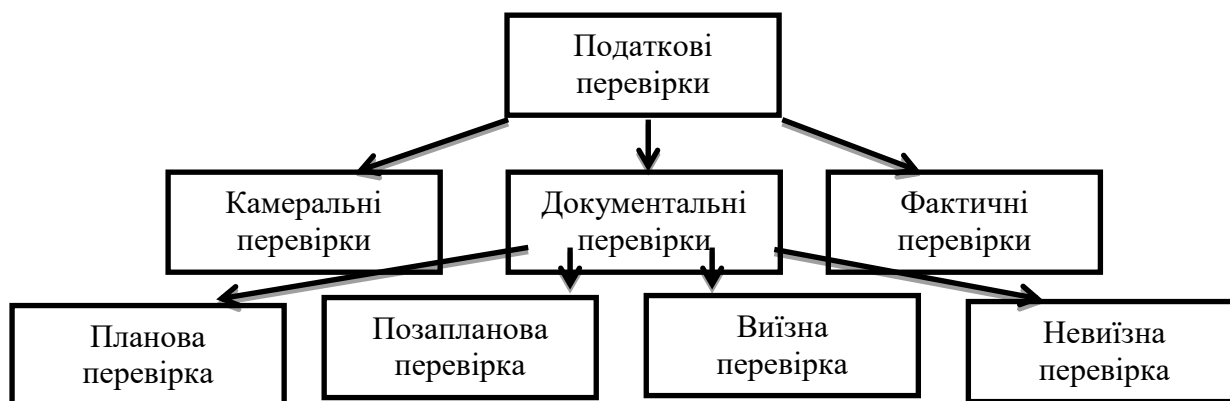 Податкові
перевірки
Камеральні
перевірки
Документальні
перевірки
Фактичні
перевірки
Планова
перевірка
Позапланова
перевірка
Виїзна
перевірка
Невиїзна
перевірка